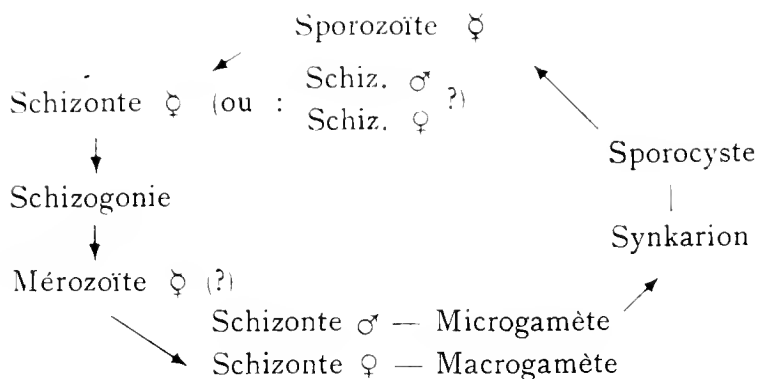 Sporozoïte ☿
Schizonte ☿ (ou : Schiz. ♂ ?)
Schiz. ♀
Sporocyste
Schizogonie
Synkarion
Mérozoïte ☿ (?)
Schizonte ♂ — Microgamète
Schizonte ♀ — Macrogamète